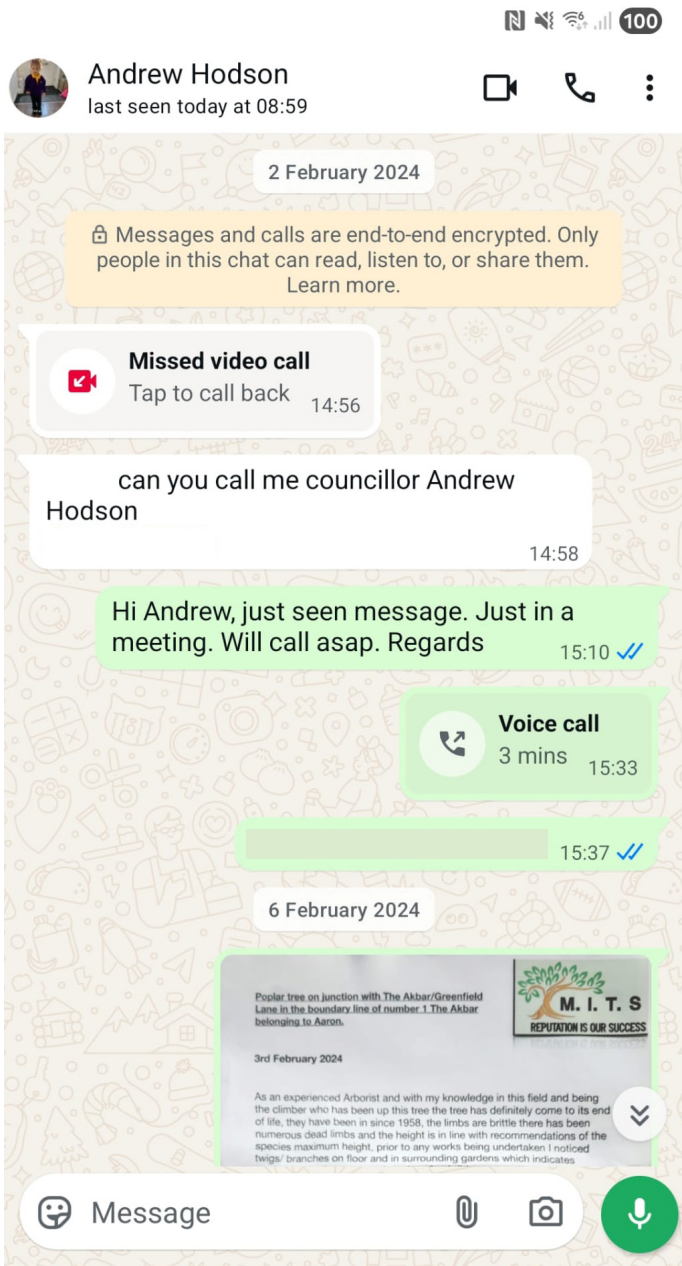 100
Andrew Hodson
last seen today at 08:59
2 February 2024
Messages and calls are end-to-end encrypted. Only
people in this chat can read, listen to, or share them.
Learn more.
Missed video call
Tap to call back 14:56
can you call me councillor Andrew
Hodson
14:58
Hi Andrew, just seen message. Just in a
meeting. Will call asap. Regards 15:10
Voice call
3 mins 15:33
15:37
6 February 2024
M. I. T. S
REPUTATION IS OUR SUCCESS
Poplar tree on junction with The Akbar/Greenfield
Lane in the boundary line of number 1 The Akbar
belonging to Aaron.
3rd February 2024
As an experienced Arborist and with my knowledge in this field and being
the climber who has been up this tree the tree has definitely come to its end
of life, they have been in since 1958, the limbs are brittle there has been
numerous dead limbs and the height is in line with recommendations of the
species maximum height, prior to any works being undertaken I noticed
twigs/ branches on floor and in surrounding gardens which indicates
Message